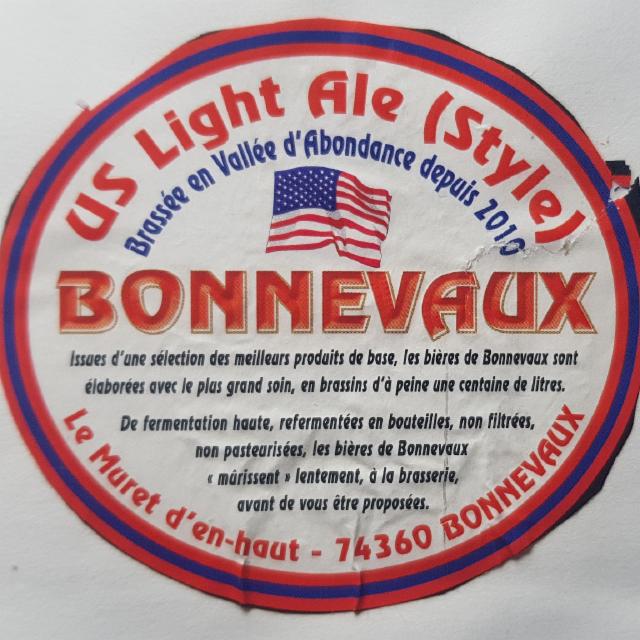 US Light Ale (Style)
Brassée en Vallée d'Abondance depuis 2010
BONNEVAUX
Issues d'une sélection des meilleurs produits de base, les bières de Bonnevaux sont
élaborées avec le plus grand soin, en brassins d'à peine une centaine de litres.
De fermentation haute, refermentées en bouteilles, non filtrées,
non pasteurisées, les bières de Bonnevaux
« mûrissent » lentement, à la brasserie,
avant de vous être proposées.
Le Muret d'en-haut - 74360 BONNEVAUX